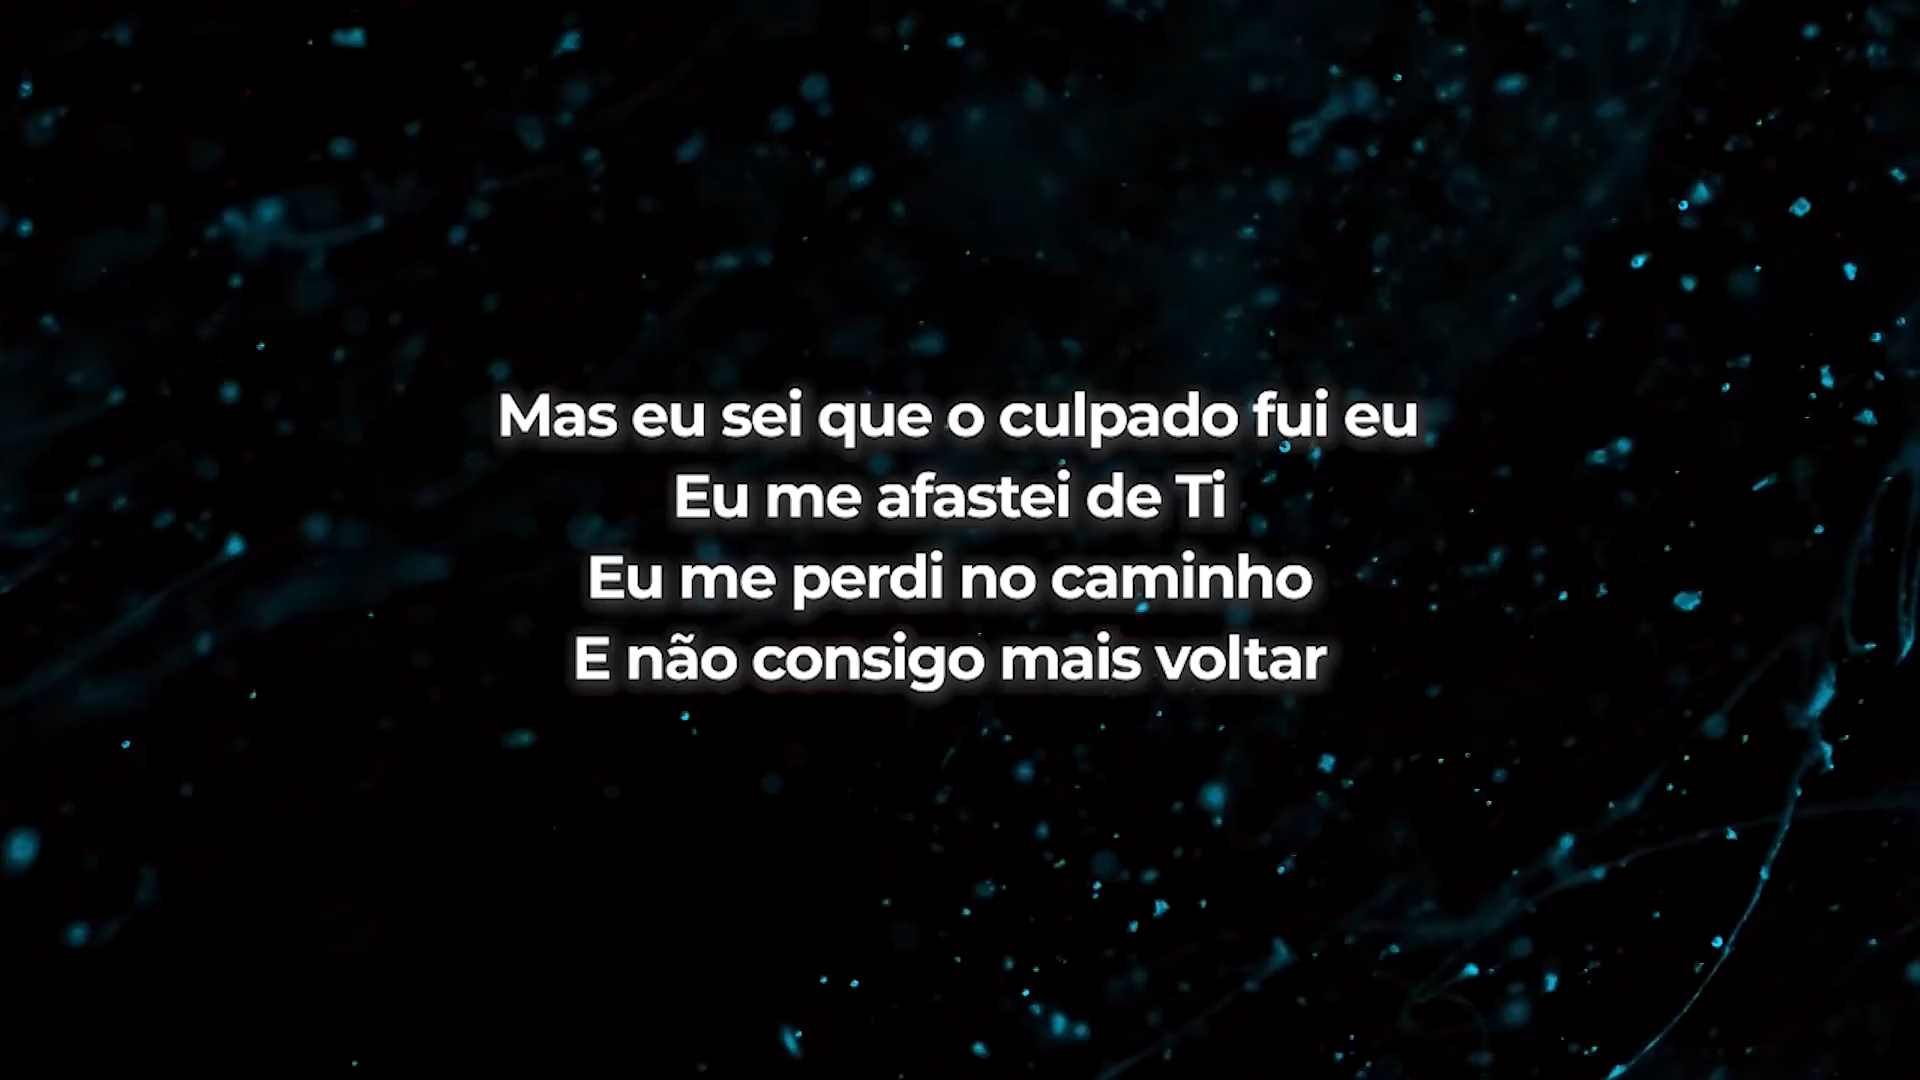 Mas eu sei que o culpado fui eu
Eu me afastei de Ti
Eu me perdi no caminho
E não consigo mais voltar